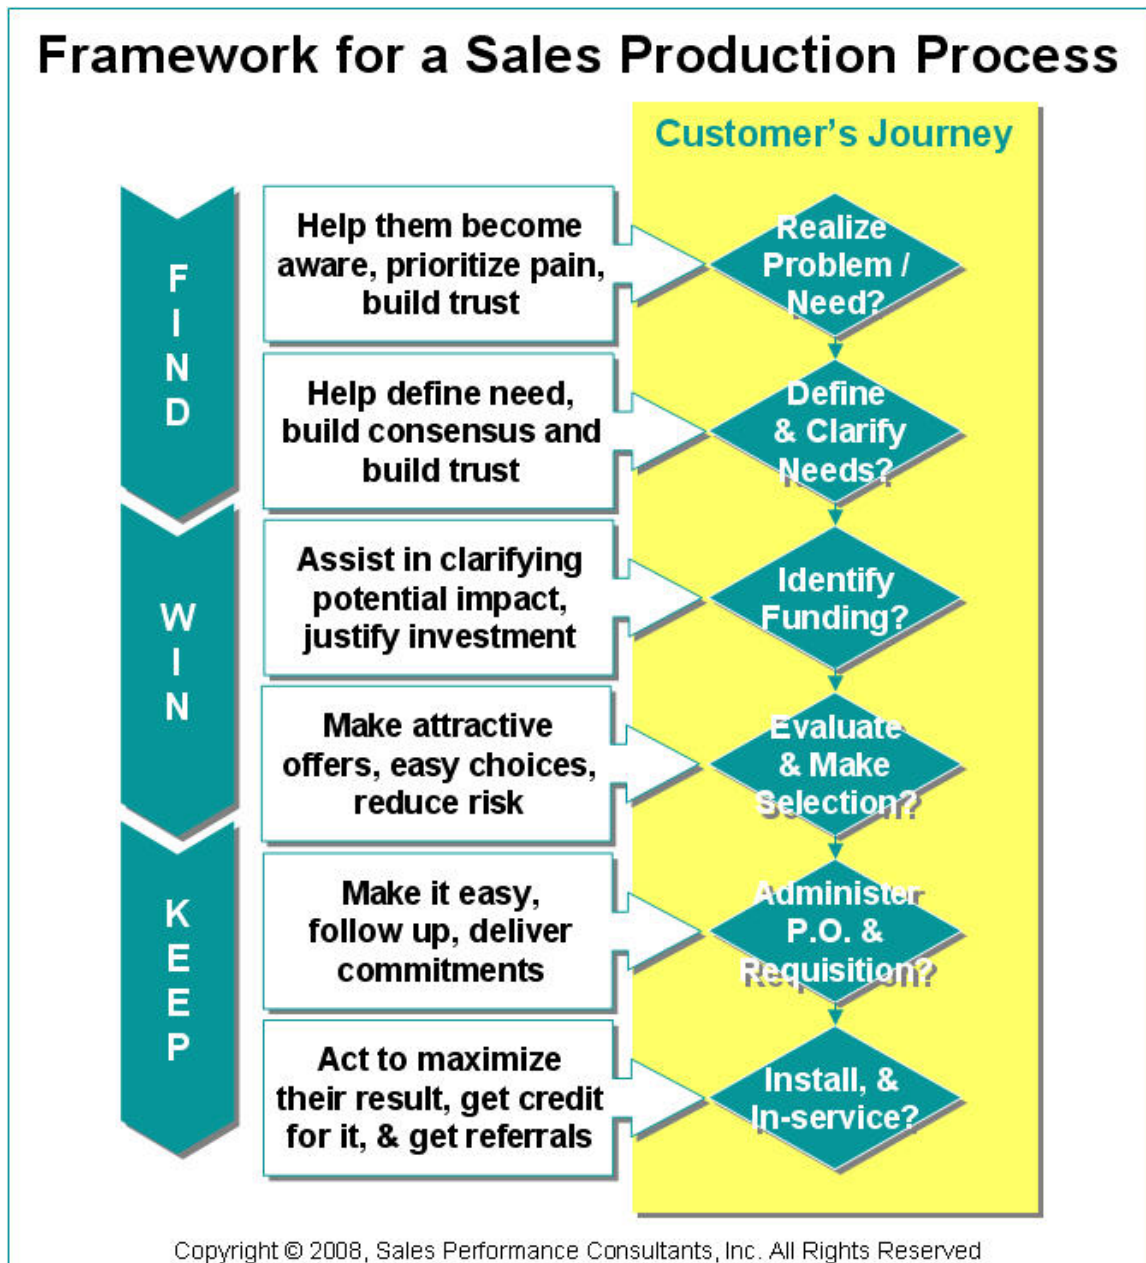 Framework for a Sales Production Process
Customer's Journey
FIND
Help them become
aware, prioritize pain,
build trust
Realize
Problem /
Need?
Help define need,
build consensus and
build trust
Define
& Clarify
Needs?
WIN
Assist in clarifying
potential impact,
justify investment
Identify
Funding?
Make attractive
offers, easy choices,
reduce risk
Evaluate
& Make
Selection?
KEEP
Make it easy,
follow up, deliver
commitments
Administer
P.O. &
Requisition?
Act to maximize
their result, get credit
for it, & get referrals
Install, &
In-service?
Copyright © 2008, Sales Performance Consultants, Inc. All Rights Reserved